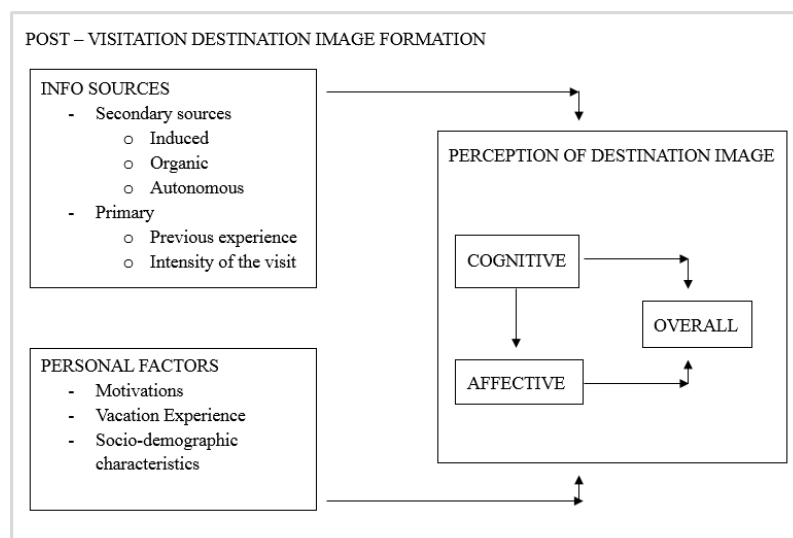 POST – VISITATION DESTINATION IMAGE FORMATION
INFO SOURCES
- Secondary sources
o Induced
o Organic
o Autonomous
- Primary
o Previous experience
o Intensity of the visit
PERSONAL FACTORS
- Motivations
- Vacation Experience
- Socio-demographic
characteristics
PERCEPTION OF DESTINATION IMAGE
COGNITIVE
OVERALL
AFFECTIVE